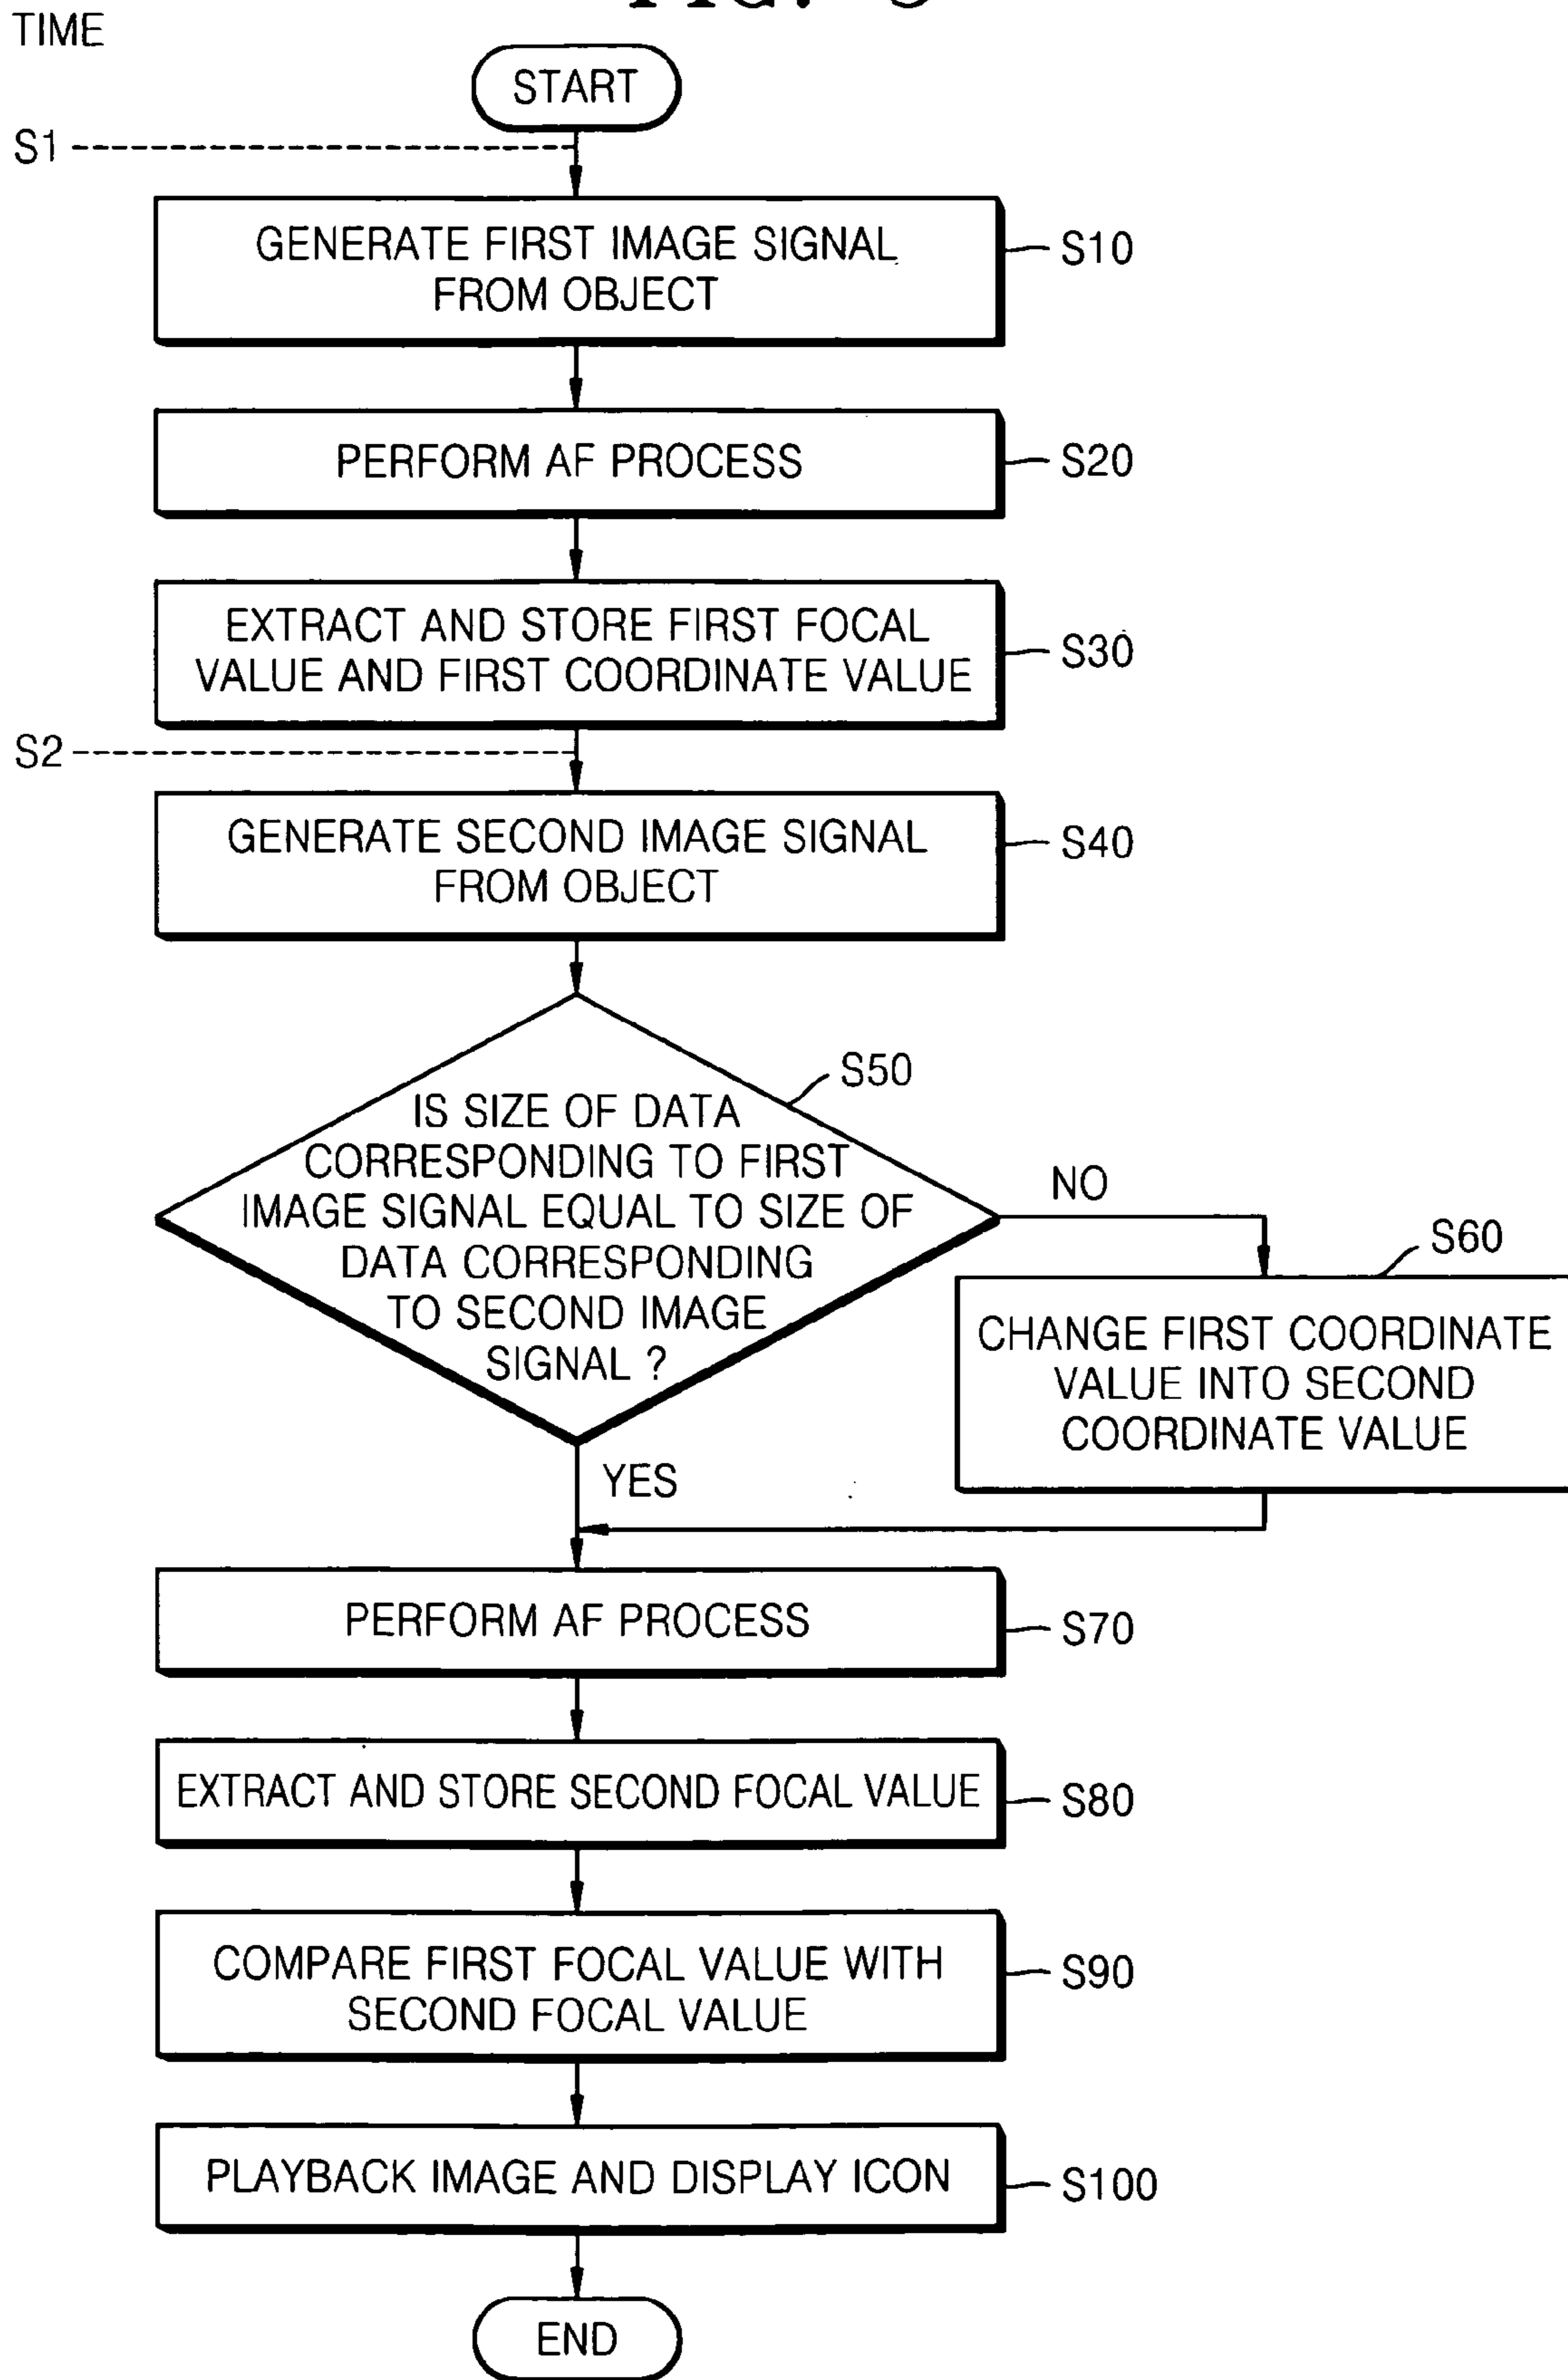 FIG.
TIME
START
S1
GENERATE FIRST IMAGE SIGNAL
FROM OBJECT
S10
PERFORM AF PROCESS
S20
EXTRACT AND STORE FIRST FOCAL
VALUE AND FIRST COORDINATE VALUE
S30
S2
GENERATE SECOND IMAGE SIGNAL
FROM OBJECT
S40
S50
IS SIZE OF DATA
CORRESPONDING TO FIRST
IMAGE SIGNAL EQUAL TO SIZE OF
DATA CORRESPONDING
TO SECOND IMAGE
SIGNAL ?
NO
S60
CHANGE FIRST COORDINATE
VALUE INTO SECOND
COORDINATE VALUE
YES
PERFORM AF PROCESS
S70
EXTRACT AND STORE SECOND FOCAL VALUE
S80
COMPARE FIRST FOCAL VALUE WITH
SECOND FOCAL VALUE
S90
PLAYBACK IMAGE AND DISPLAY ICON
S100
END